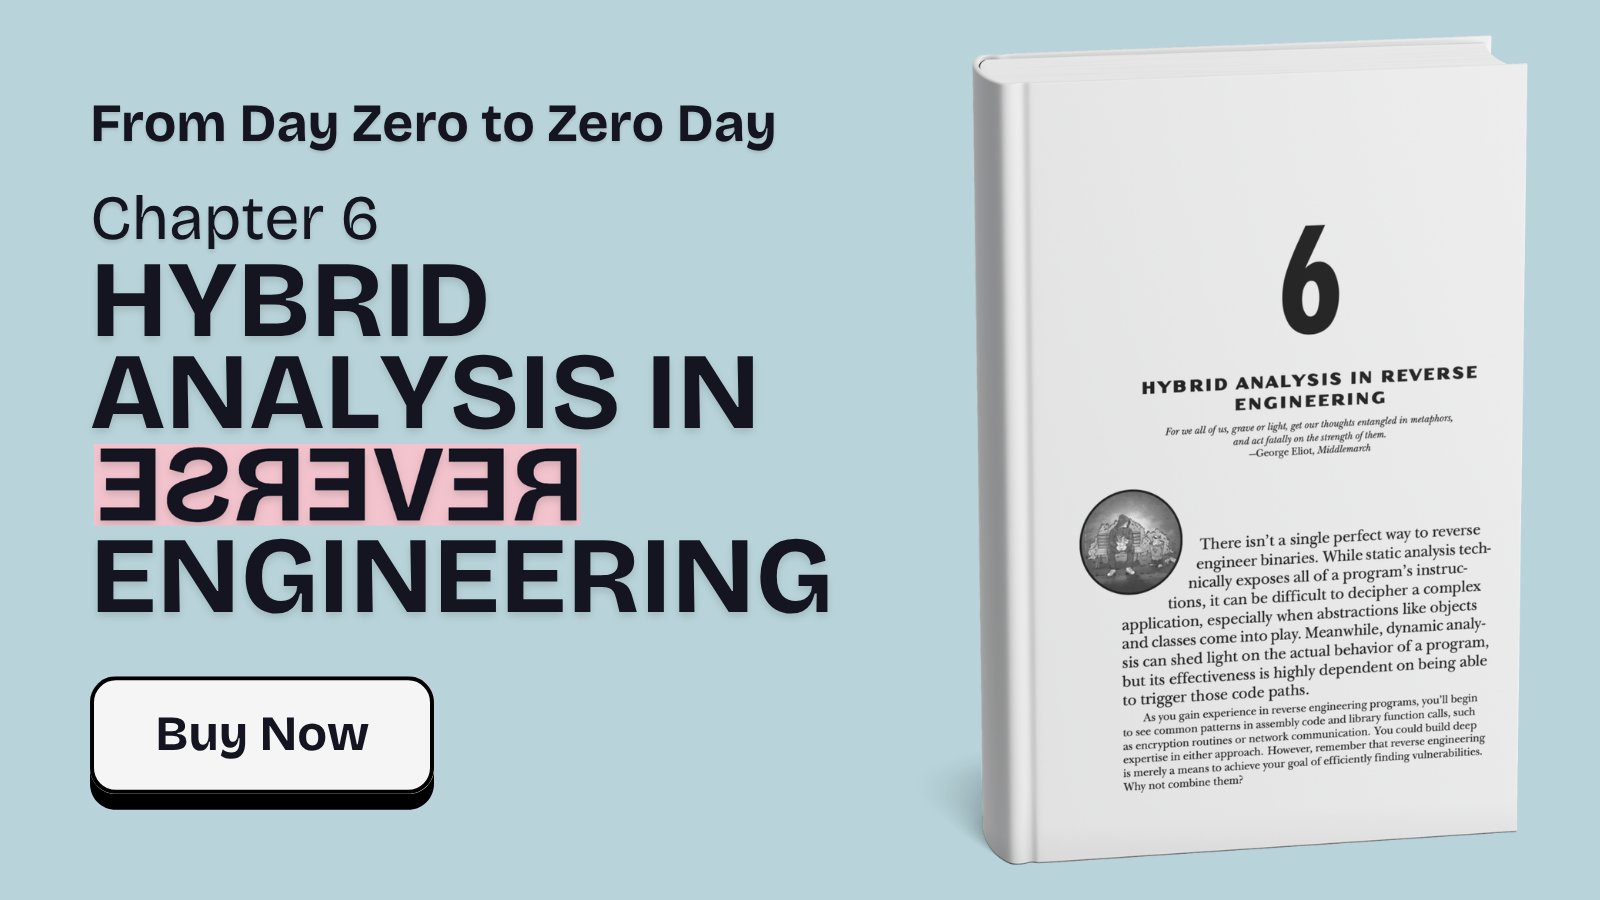 From Day Zero to Zero Day
Chapter 6
HYBRID
ANALYSIS IN
REVERSE
ENGINEERING
Buy Now
6
HYBRID ANALYSIS IN REVERSE
ENGINEERING
For we all of us, grave or light, get our thoughts entangled in metaphors,
and act fatally on the strength of them.
—George Eliot, Middlemarch
There isn’t a single perfect way to reverse
engineer binaries. While static analysis tech-
nically exposes all of a program’s instruc-
tions, it can be difficult to decipher a complex
application, especially when abstractions like objects
and classes come into play. Meanwhile, dynamic analy-
sis can shed light on the actual behavior of a program,
but its effectiveness is highly dependent on being able
to trigger those code paths.
As you gain experience in reverse engineering programs, you’ll begin
to see common patterns in assembly code and library function calls, such
as encryption routines or network communication. You could build deep
expertise in either approach. However, remember that reverse engineering
is merely a means to achieve your goal of efficiently finding vulnerabilities.
Why not combine them?